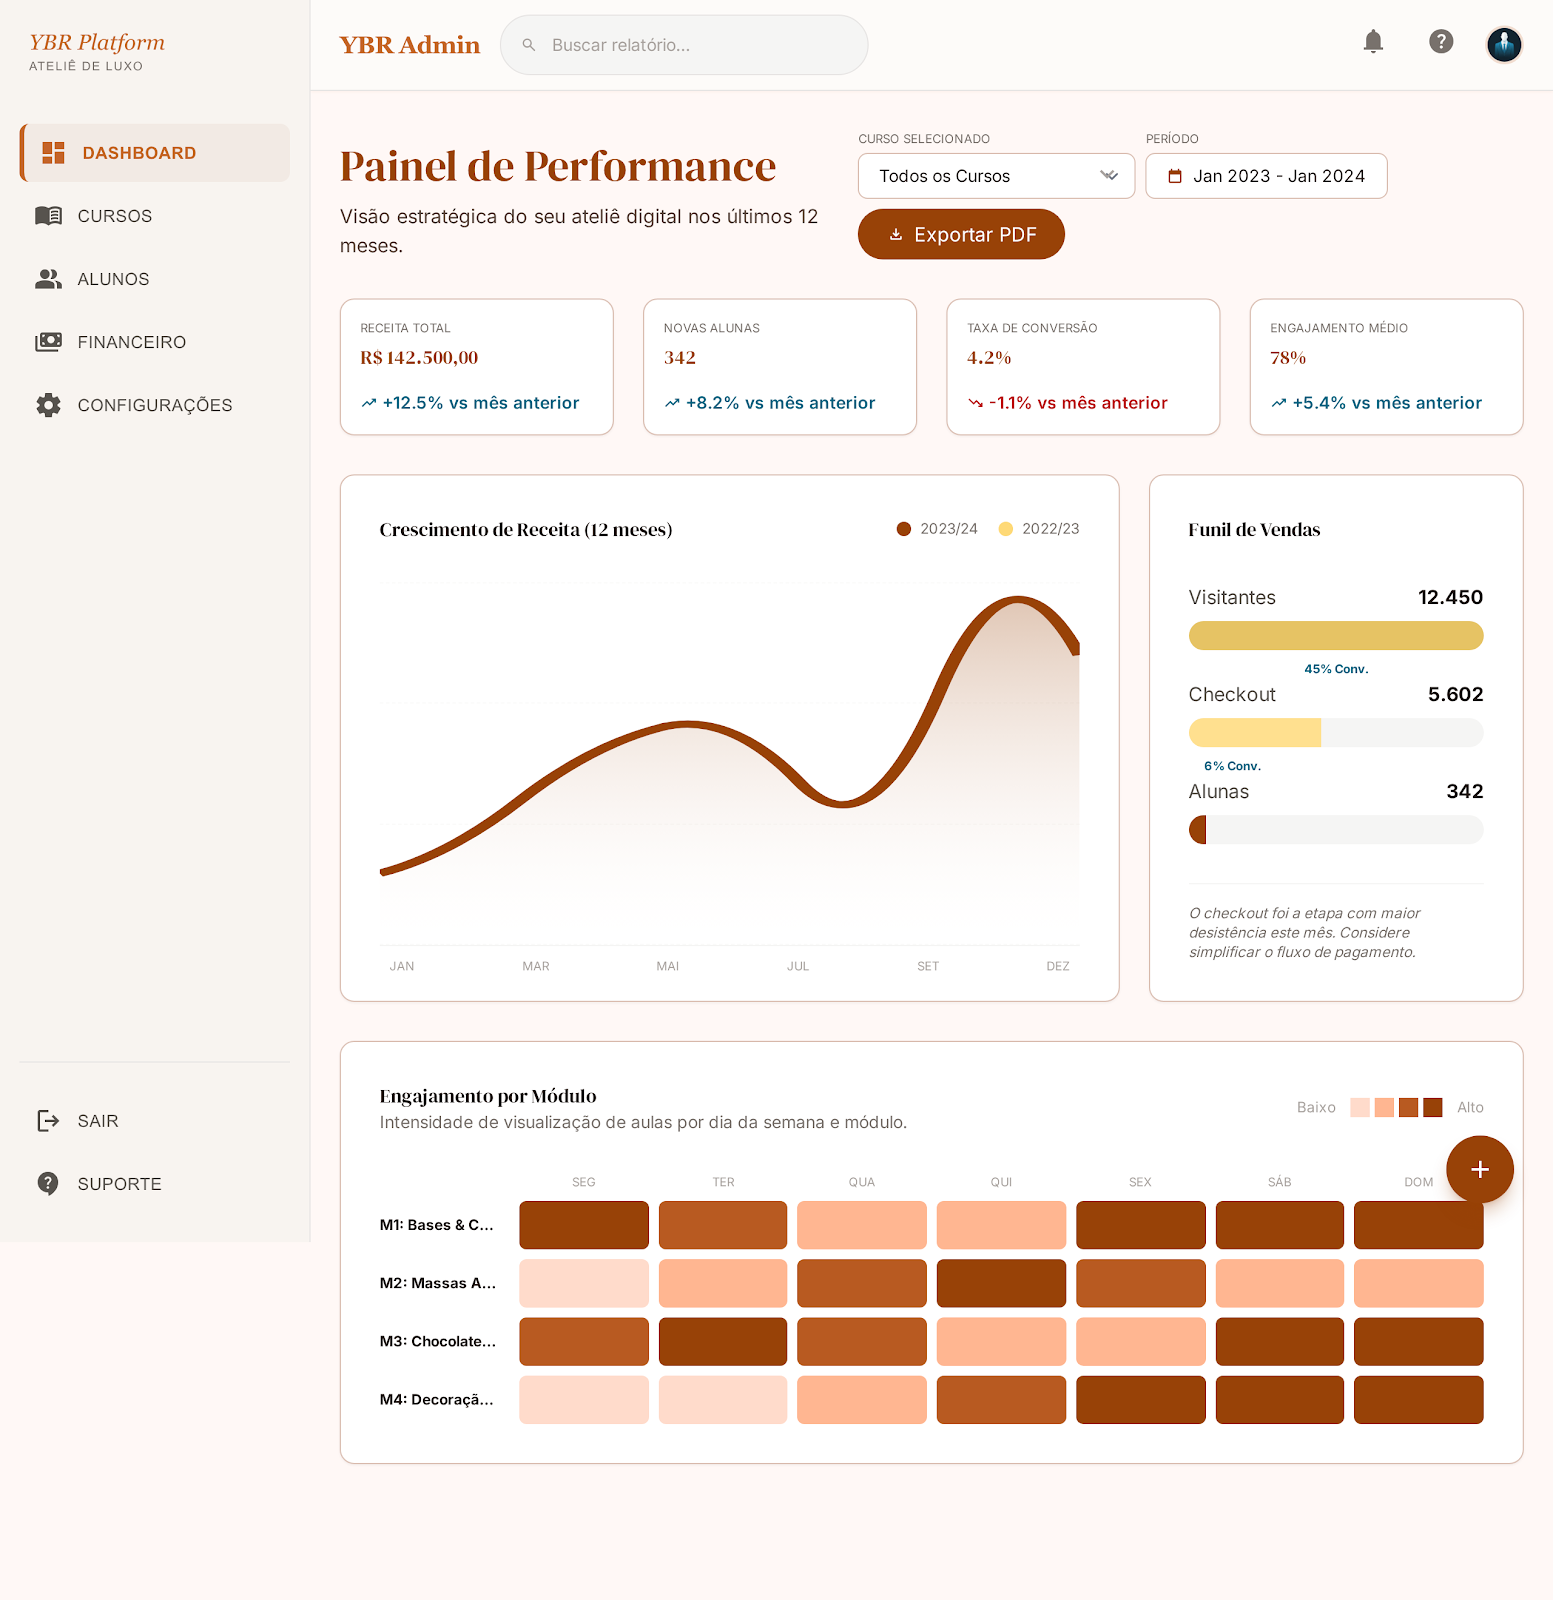 YBR Platform
ATELIÊ DE LUXO
DASHBOARD
CURSOS
ALUNOS
FINANCEIRO
CONFIGURAÇÕES
SAIR
SUPORTE
YBR Admin
Buscar relatório...
Painel de Performance
Visão estratégica do seu ateliê digital nos últimos 12
meses.
CURSO SELECIONADO
Todos os Cursos
PERÍODO
Jan 2023 - Jan 2024
Exportar PDF
RECEITA TOTAL
R$ 142.500,00
+12.5% vs mês anterior
NOVAS ALUNAS
342
+8.2% vs mês anterior
TAXA DE CONVERSÃO
4.2%
-1.1% vs mês anterior
ENGAJAMENTO MÉDIO
78%
+5.4% vs mês anterior
Crescimento de Receita (12 meses)
2023/24
2022/23
JAN MAR MAI JUL SET DEZ
Funil de Vendas
Visitantes 12.450
45% Conv.
Checkout 5.602
6% Conv.
Alunas 342
O checkout foi a etapa com maior
desistência este mês. Considere
simplificar o fluxo de pagamento.
Engajamento por Módulo
Intensidade de visualização de aulas por dia da semana e módulo.
Baixo Alto
SEG TER QUA QUI SEX SÁB DOM
M1: Bases & C...
M2: Massas A...
M3: Chocolate...
M4: Decoraçã...